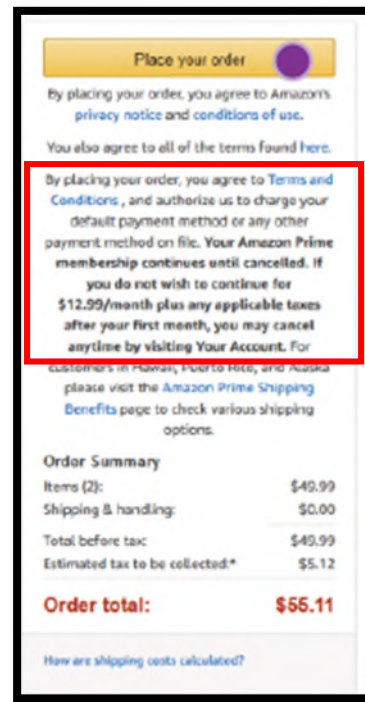 Place your order
By placing your order, you agree to Amazon's
privacy notice and conditions of use.
You also agree to all of the terms found here.
By placing your order, you agree to Terms and
Conditions , and authorize us to charge your
default payment method or any other
payment method on file. Your Amazon Prime
membership continues until cancelled. If
you do not wish to continue for
$12.99/month plus any applicable taxes
after your first month, you may cancel
anytime by visiting Your Account. For
customers in Hawaii, Puerto Rico, and Alaska
please visit the Amazon Prime Shipping
Benefits page to check various shipping
options.
Order Summary
Items (2): $49.99
Shipping & handling: $0.00
Total before tax: $49.99
Estimated tax to be collected:* $5.12
Order total: $55.11
How are shipping costs calculated?